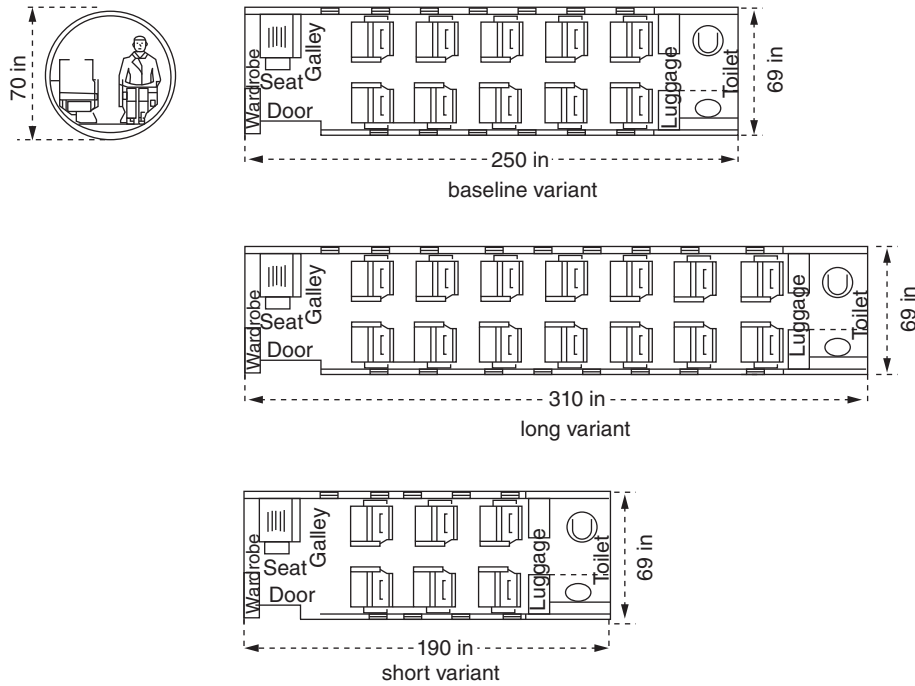 70 in
Wardrobe
Seat
Door
Galley
Luggage
Toilet
69 in
250 in
baseline variant
Wardrobe
Seat
Door
Galley
Luggage
Toilet
69 in
310 in
long variant
Wardrobe
Seat
Door
Galley
Luggage
Toilet
69 in
190 in
short variant